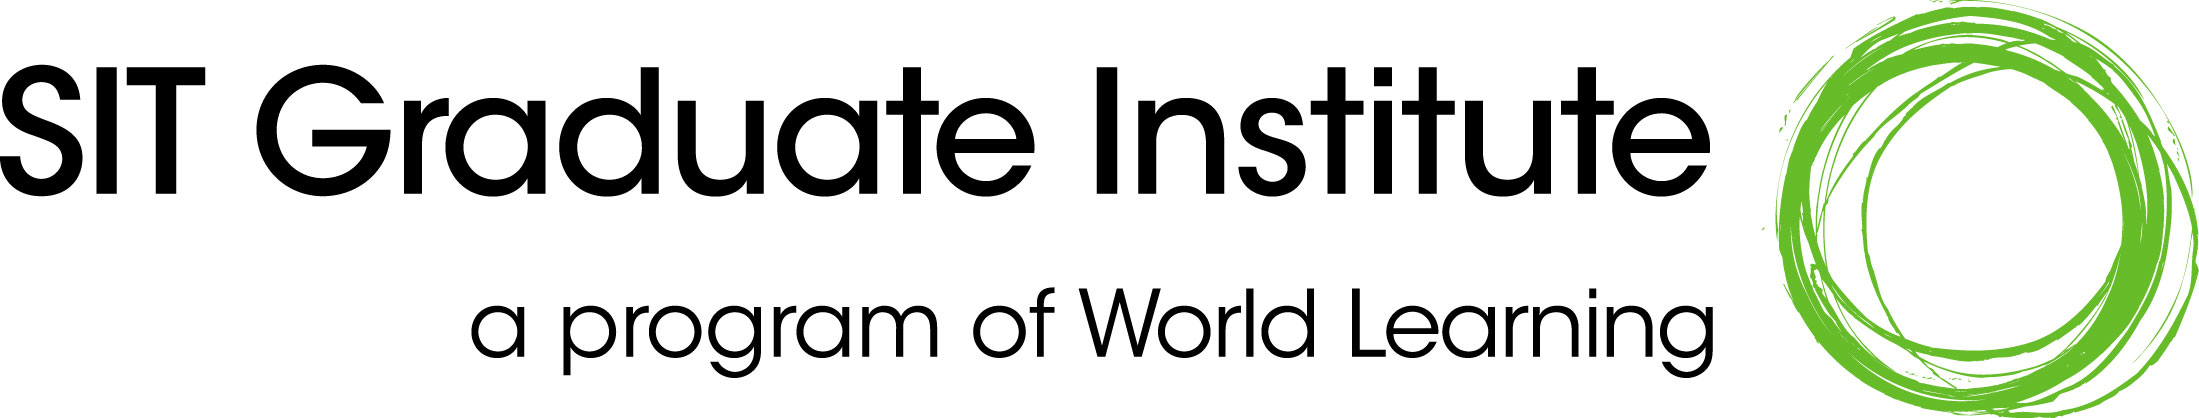 SIT Graduate Institute
a program of World Learning